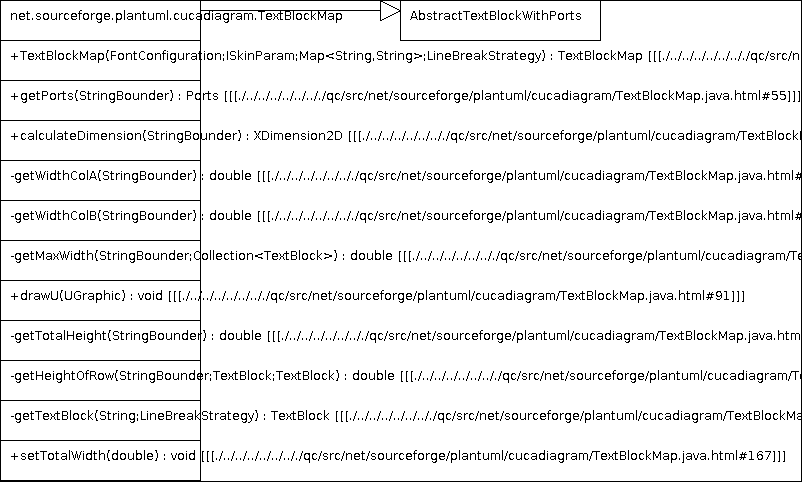 net.sourceforge.plantuml.cucadiagram.TextBlockMap
AbstractTextBlockWithPorts
+TextBlockMap(FontConfiguration;ISkinParam;Map<String,String>;LineBreakStrategy) : TextBlockMap [[[./../../../../../../qc/src/n
+getPorts(StringBounder) : Ports [[[./../../../../../../qc/src/net/sourceforge/plantuml/cucadiagram/TextBlockMap.java.html#55]]]
+calculateDimension(StringBounder) : XDimension2D [[[./../../../../../../qc/src/net/sourceforge/plantuml/cucadiagram/TextBlock
-getWidthColA(StringBounder) : double [[[./../../../../../../qc/src/net/sourceforge/plantuml/cucadiagram/TextBlockMap.java.html#
-getWidthColB(StringBounder) : double [[[./../../../../../../qc/src/net/sourceforge/plantuml/cucadiagram/TextBlockMap.java.html#
-getMaxWidth(StringBounder;Collection<TextBlock>) : double [[[./../../../../../../qc/src/net/sourceforge/plantuml/cucadiagram/Te
+drawU(UGraphic) : void [[[./../../../../../../qc/src/net/sourceforge/plantuml/cucadiagram/TextBlockMap.java.html#91]]]
-getTotalHeight(StringBounder) : double [[[./../../../../../../qc/src/net/sourceforge/plantuml/cucadiagram/TextBlockMap.java.htm
-getHeightOfRow(StringBounder;TextBlock;TextBlock) : double [[[./../../../../../../qc/src/net/sourceforge/plantuml/cucadiagram/Te
-getTextBlock(String;LineBreakStrategy) : TextBlock [[[./../../../../../../qc/src/net/sourceforge/plantuml/cucadiagram/TextBlockMa
+setTotalWidth(double) : void [[[./../../../../../../qc/src/net/sourceforge/plantuml/cucadiagram/TextBlockMap.java.html#167]]]